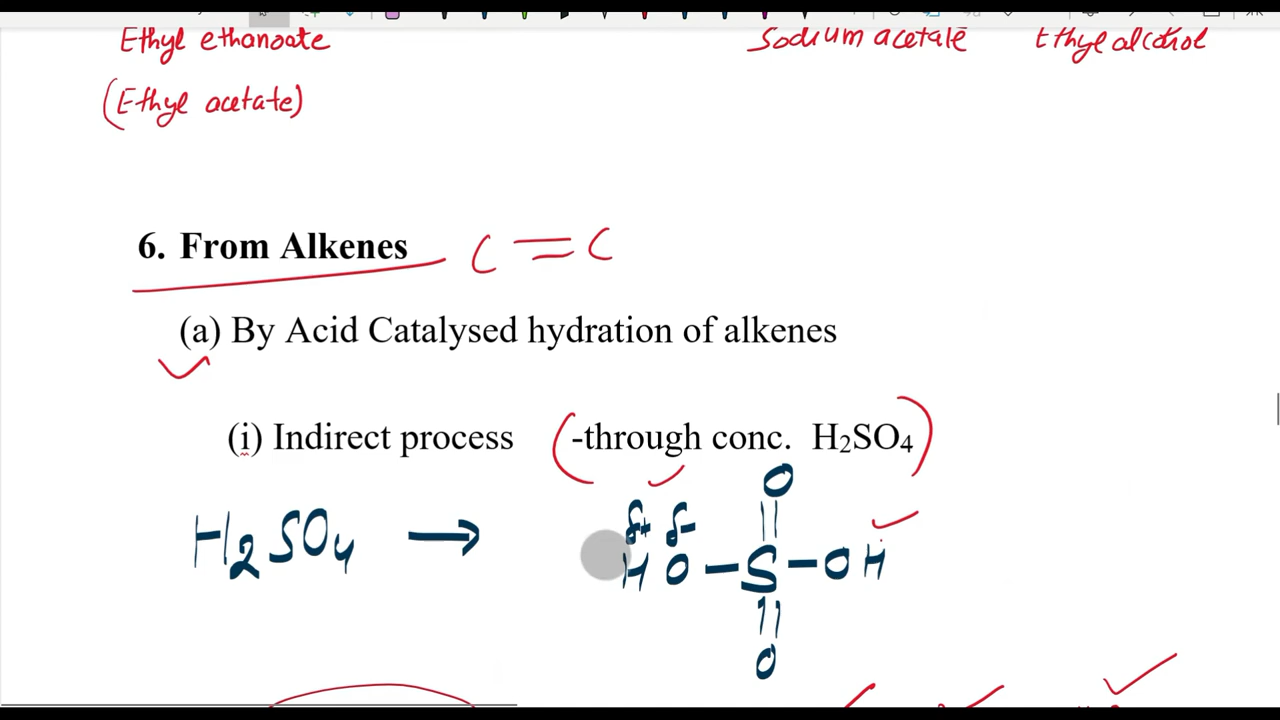 Ethyl ethanoate Sodium acetate Ethyl alcohol
(Ethyl acetate)
6. From Alkenes C=C
(a) By Acid Catalysed hydration of alkenes
(i) Indirect process (-through conc. H₂SO₄)
O
δ+ δ-
H₂SO₄ → H O–S–OH
O